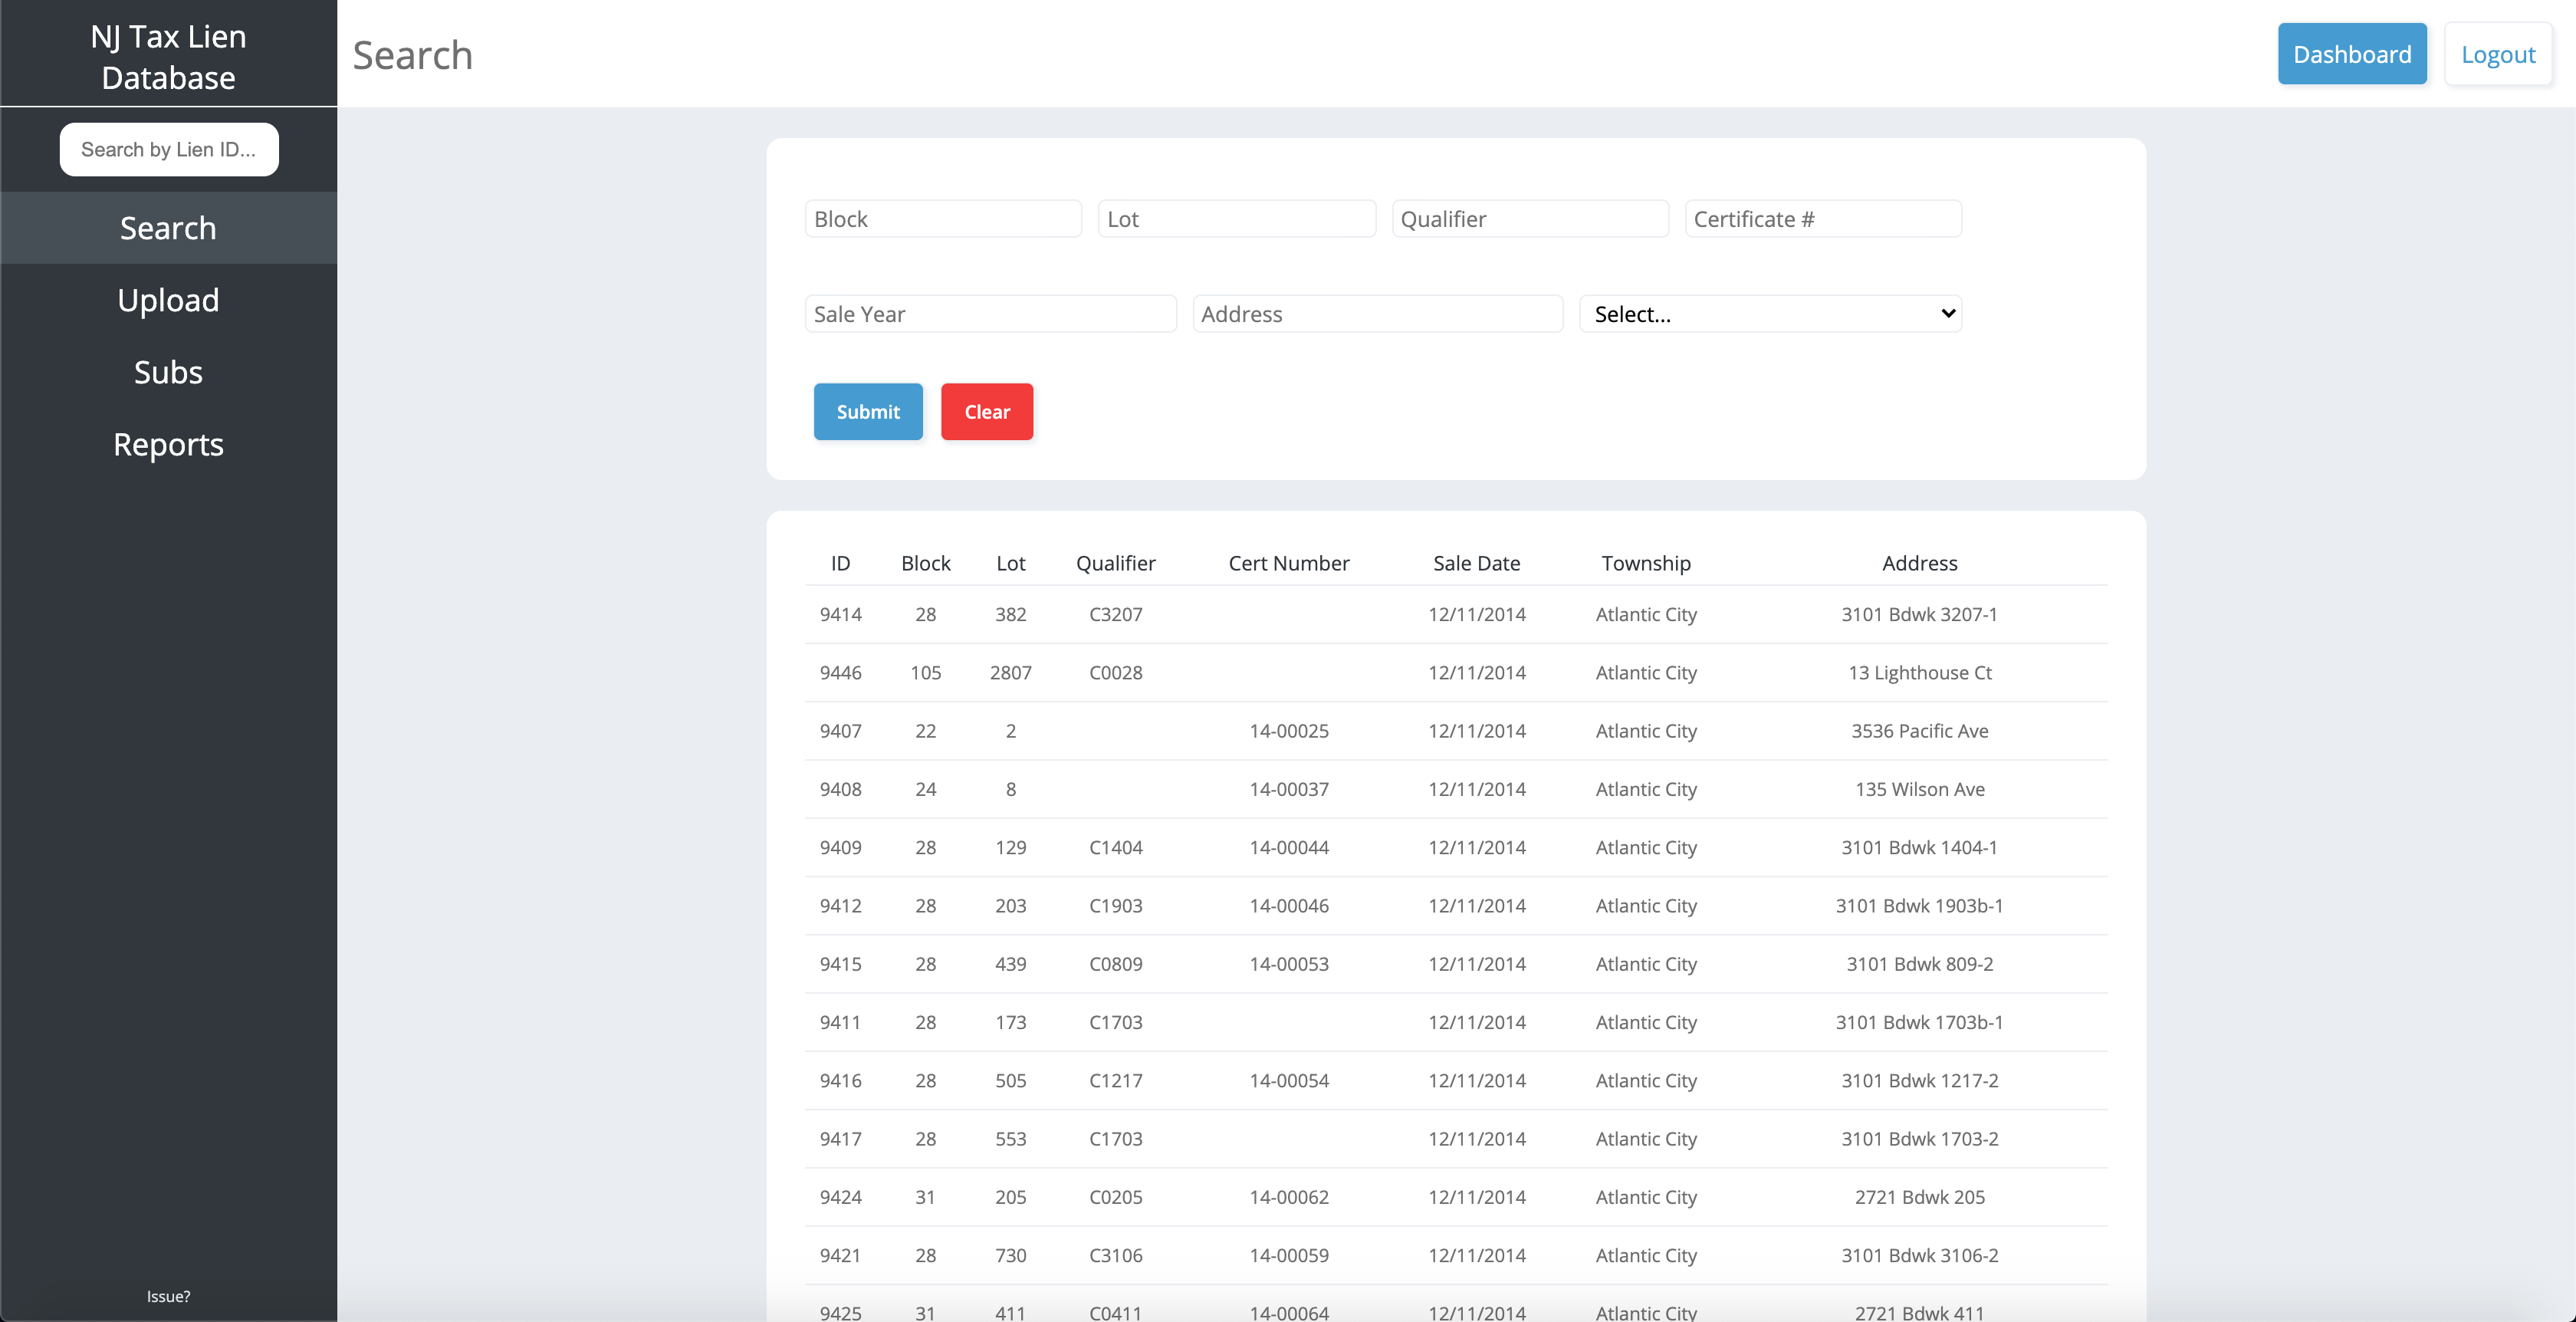 NJ Tax Lien
Database
Search
Dashboard
Logout
Search by Lien ID...
Search
Upload
Subs
Reports
Issue?
Block
Lot
Qualifier
Certificate #
Sale Year
Address
Select...
Submit
Clear
ID Block Lot Qualifier Cert Number Sale Date Township Address
9414 28 382 C3207 12/11/2014 Atlantic City 3101 Bdwk 3207-1
9446 105 2807 C0028 12/11/2014 Atlantic City 13 Lighthouse Ct
9407 22 2 14-00025 12/11/2014 Atlantic City 3536 Pacific Ave
9408 24 8 14-00037 12/11/2014 Atlantic City 135 Wilson Ave
9409 28 129 C1404 14-00044 12/11/2014 Atlantic City 3101 Bdwk 1404-1
9412 28 203 C1903 14-00046 12/11/2014 Atlantic City 3101 Bdwk 1903b-1
9415 28 439 C0809 14-00053 12/11/2014 Atlantic City 3101 Bdwk 809-2
9411 28 173 C1703 12/11/2014 Atlantic City 3101 Bdwk 1703b-1
9416 28 505 C1217 14-00054 12/11/2014 Atlantic City 3101 Bdwk 1217-2
9417 28 553 C1703 12/11/2014 Atlantic City 3101 Bdwk 1703-2
9424 31 205 C0205 14-00062 12/11/2014 Atlantic City 2721 Bdwk 205
9421 28 730 C3106 14-00059 12/11/2014 Atlantic City 3101 Bdwk 3106-2
9425 31 411 C0411 14-00064 12/11/2014 Atlantic City 2721 Bdwk 411